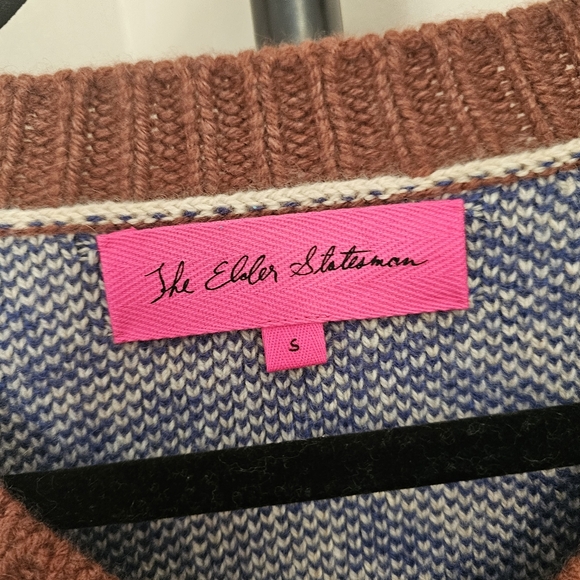 The Elder Statesman
S